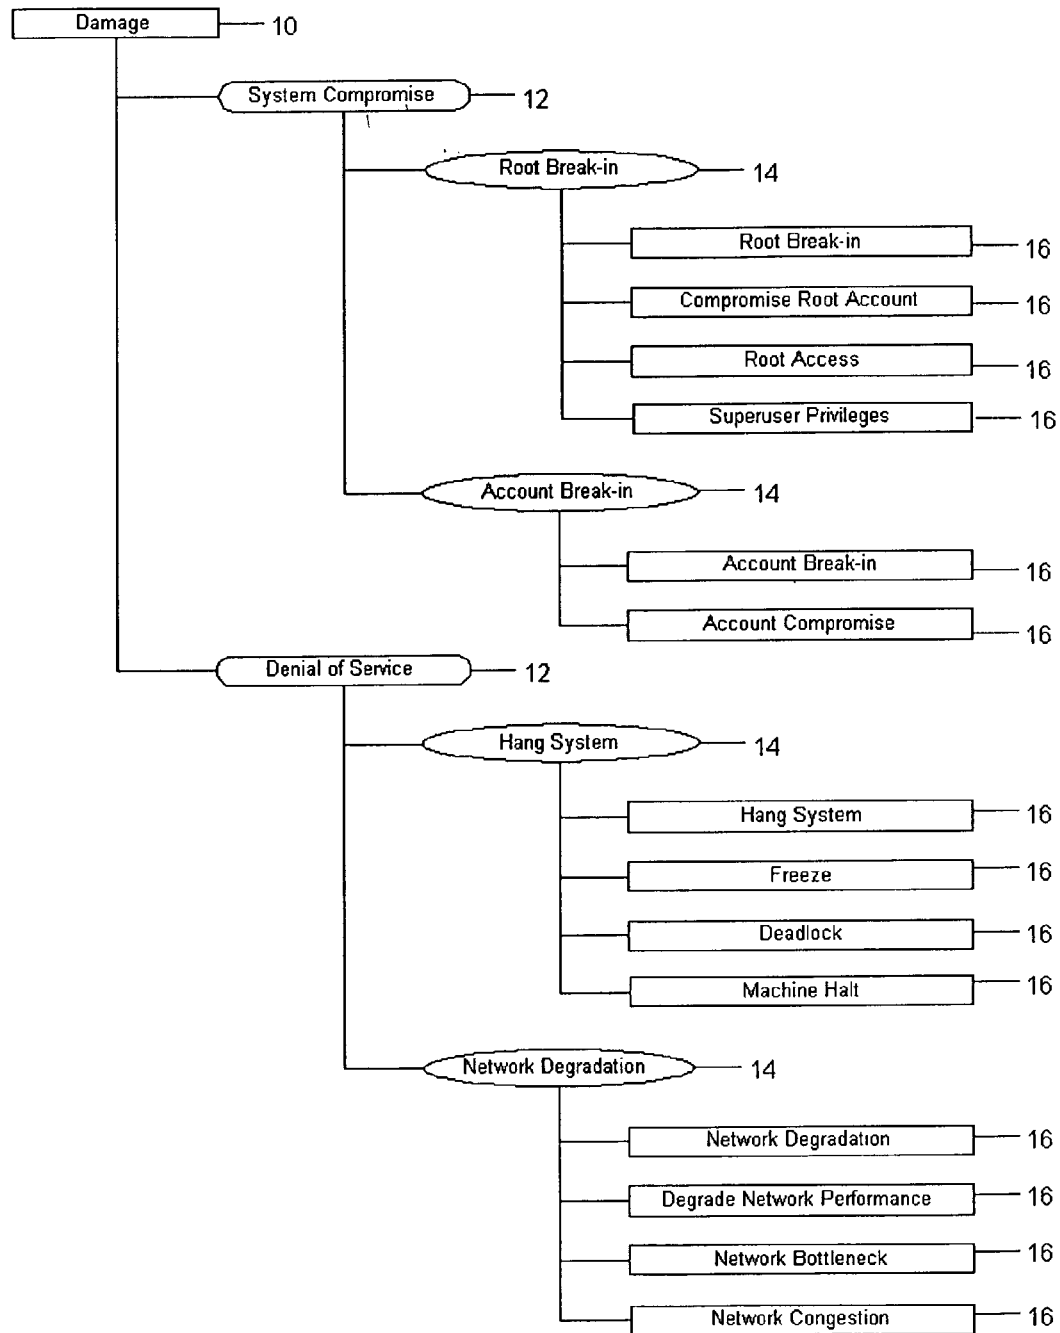 Damage 10
System Compromise 12
Root Break-in 14
Root Break-in 16
Compromise Root Account 16
Root Access 16
Superuser Privileges 16
Account Break-in 14
Account Break-in 16
Account Compromise 16
Denial of Service 12
Hang System 14
Hang System 16
Freeze 16
Deadlock 16
Machine Halt 16
Network Degradation 14
Network Degradation 16
Degrade Network Performance 16
Network Bottleneck 16
Network Congestion 16